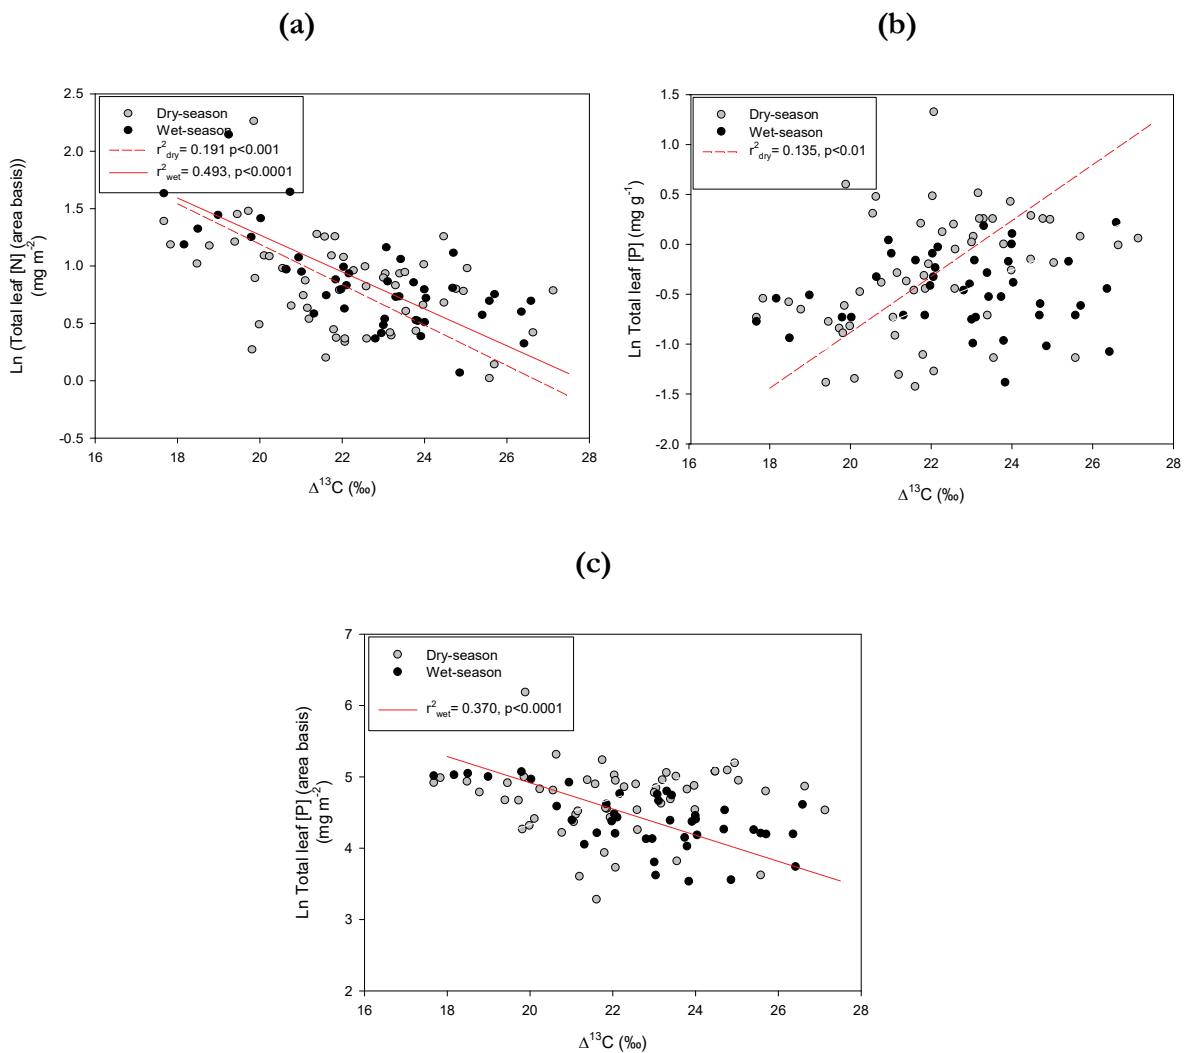 (a)
Ln (Total leaf [N] (area basis))
(mg m-2)
2.5
2.0
1.5
1.0
0.5
0.0
-0.5
Dry-season
Wet-season
r2dry= 0.191 p<0.001
r2wet= 0.493, p<0.0001
16 18 20 22 24 26 28
Δ13C (‰)
(b)
Ln Total leaf [P] (mg g-1)
1.5
1.0
0.5
0.0
-0.5
-1.0
-1.5
-2.0
Dry-season
Wet-season
r2dry= 0.135, p<0.01
16 18 20 22 24 26 28
Δ13C (‰)
(c)
Ln Total leaf [P] (area basis)
(mg m-2)
7
6
5
4
3
2
Dry-season
Wet-season
r2wet= 0.370, p<0.0001
16 18 20 22 24 26 28
Δ13C (‰)